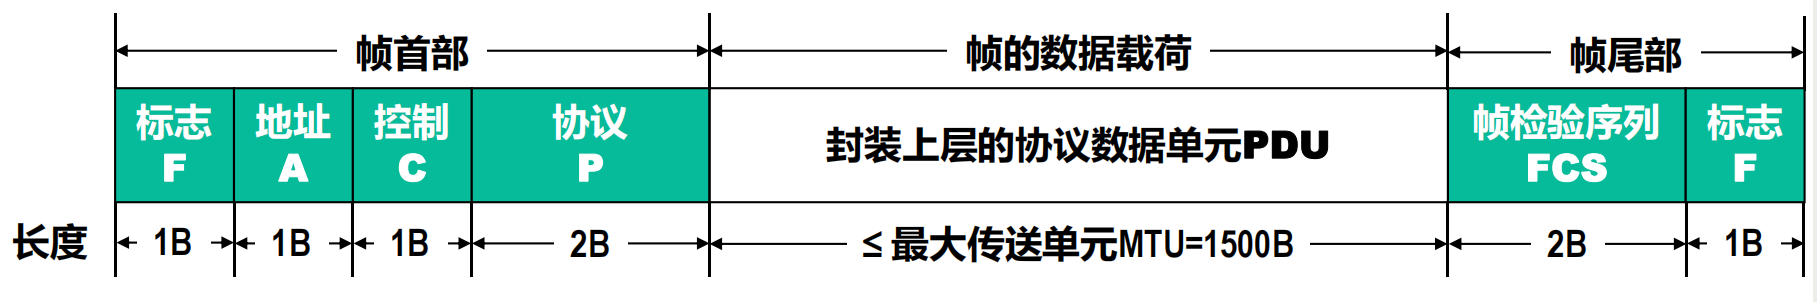 帧首部 帧的数据载荷 帧尾部
标志 地址 控制 协议 封装上层的协议数据单元PDU 帧检验序列 标志
F A C P FCS F
长度 1B 1B 1B 2B ≤最大传送单元MTU=1500B 2B 1B